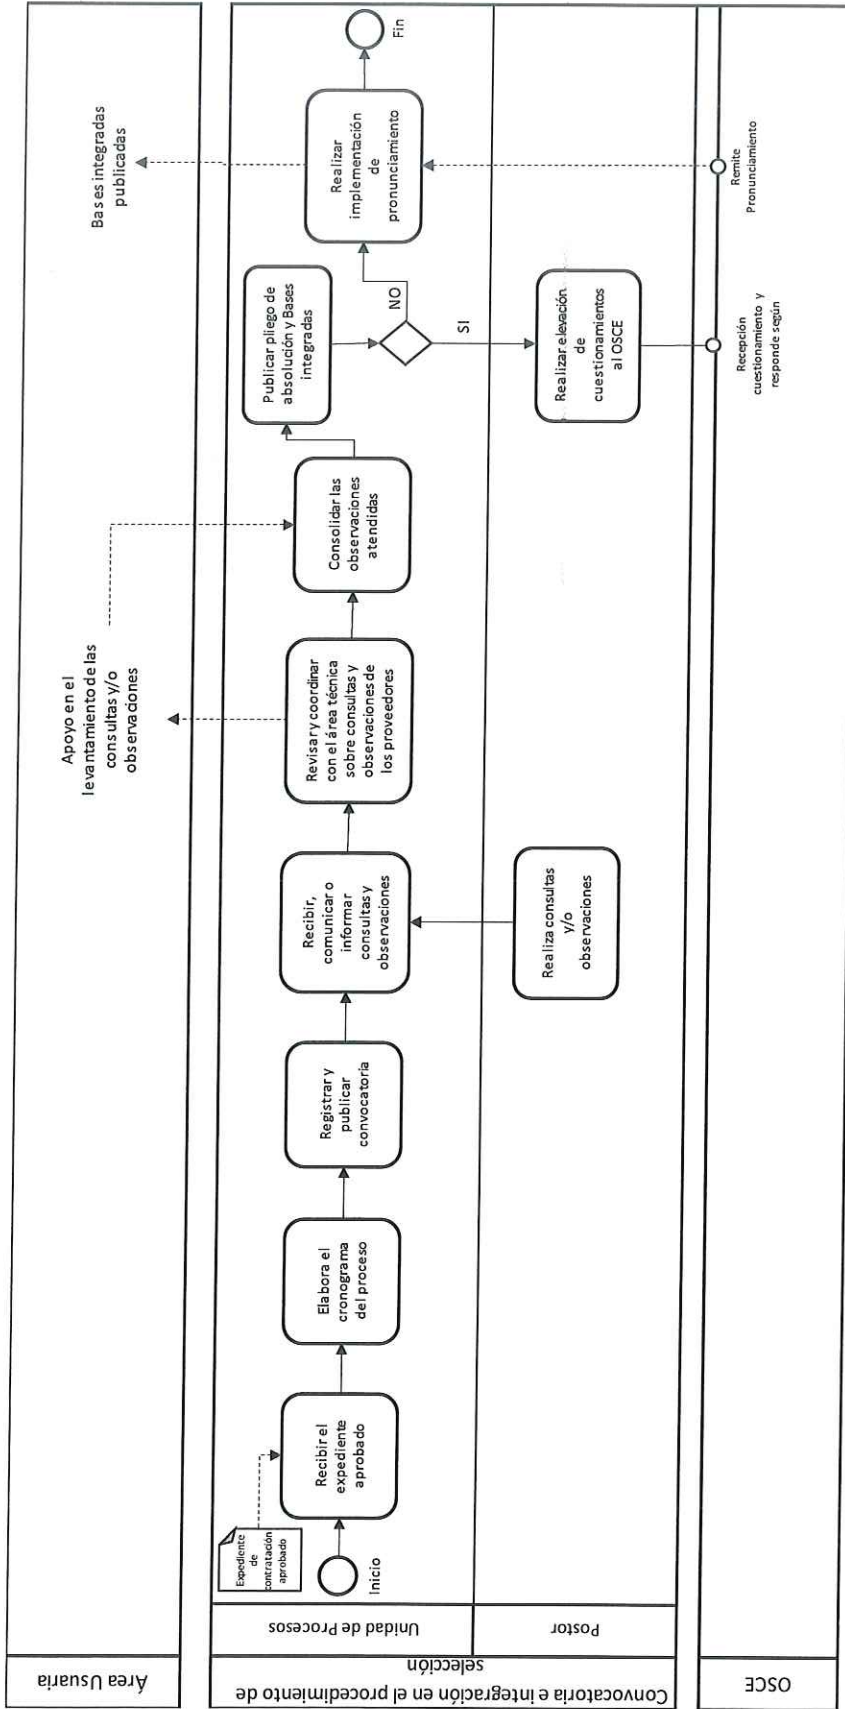 Área Usuaria
Apoyo en el
levantamiento de las
consultas y/o
observaciones
Bases integradas
publicadas
Convocatoria e integración en el procedimiento de
selección
Unidad de Procesos
Expediente
de
contratación
aprobado
Inicio
Recibir el
expediente
aprobado
Elabora el
cronograma
del proceso
Registrar y
publicar
convocatoria
Recibir,
comunicar o
informar
consultas y
observaciones
Revisar y coordinar
con el área técnica
sobre consultas y
observaciones de
los proveedores
Consolidar las
observaciones
atendidas
Publicar pliego de
absolución y Bases
integradas
NO
SI
Realizar
implementación
de
pronunciamiento
Fin
Postor
Realiza consultas
y/o
observaciones
Realizar elevación
de
cuestionamientos
al OSCE
OSCE
Recepción
cuestionamiento y
responde según
Remite
Pronunciamiento